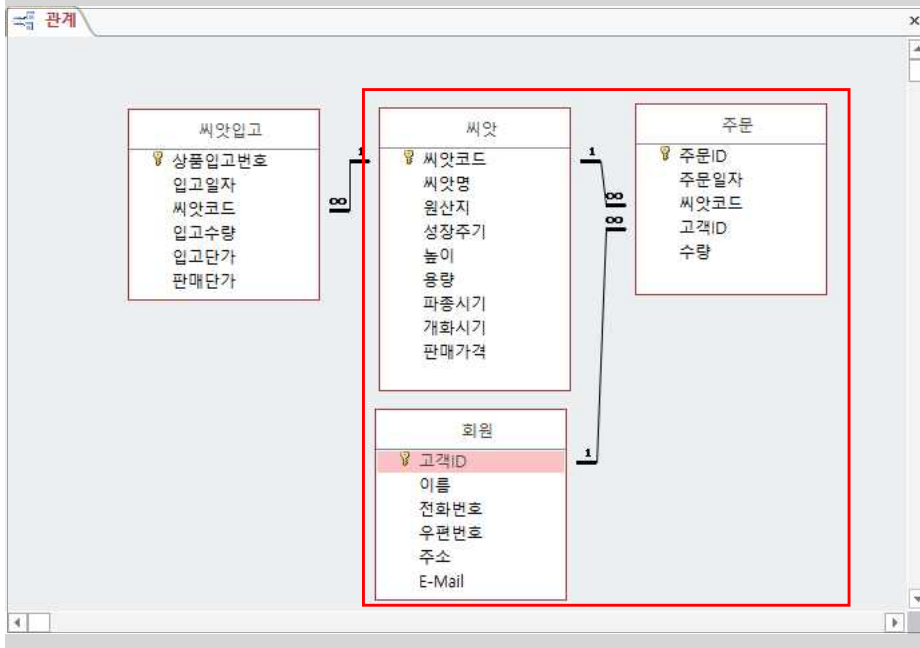 관계
씨앗입고
상품입고번호
입고일자
씨앗코드
입고수량
입고단가
판매단가
1
∞
씨앗
씨앗코드
씨앗명
원산지
성장주기
높이
용량
파종시기
개화시기
판매가격
1
∞
∞
주문
주문ID
주문일자
씨앗코드
고객ID
수량
회원
고객ID
이름
전화번호
우편번호
주소
E-Mail
1